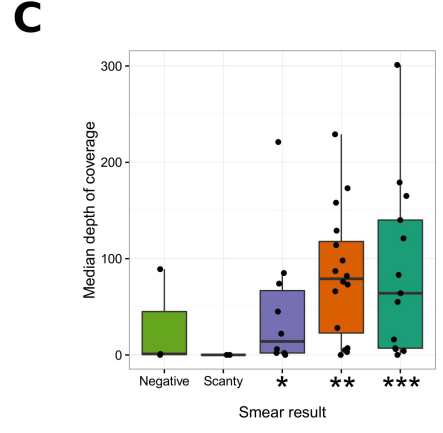 C
300
200
100
0
Median depth of coverage
Negative Scanty * ** ***
Smear result